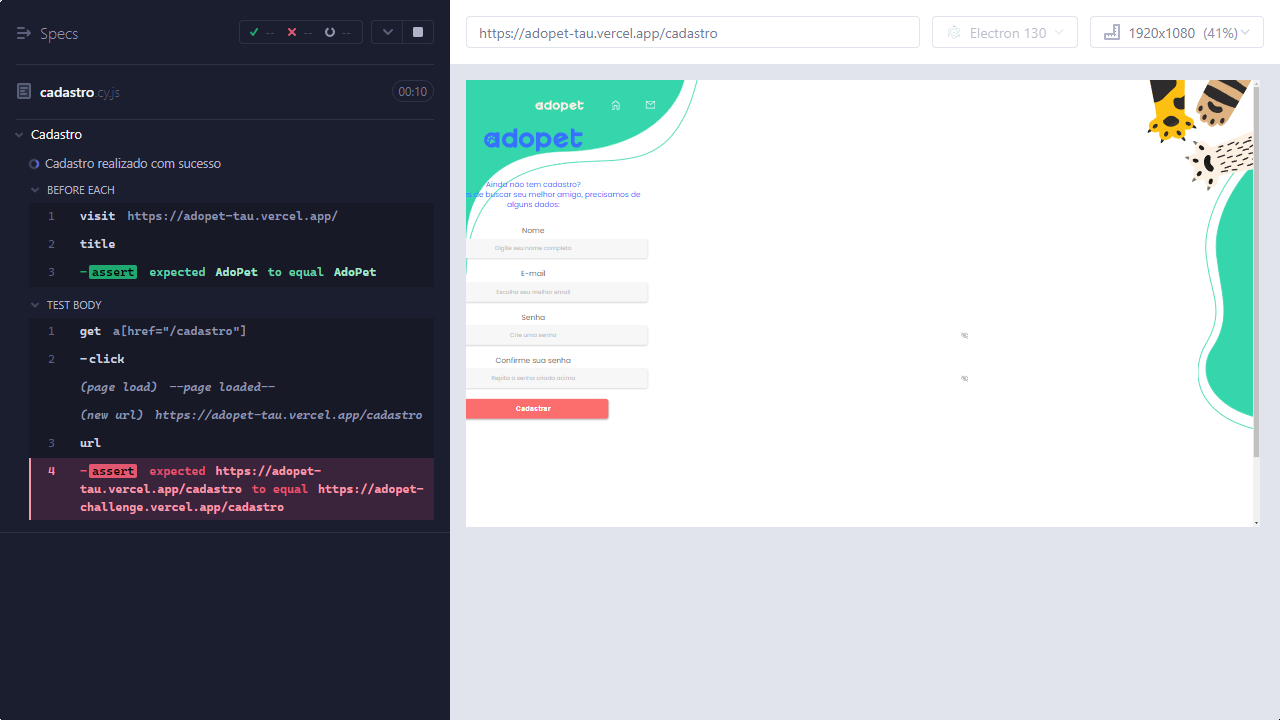 Specs
-- -- --
cadastro.cy.js 00:10
Cadastro
Cadastro realizado com sucesso
BEFORE EACH
1 visit https://adopet-tau.vercel.app/
2 title
3 -assert expected AdoPet to equal AdoPet
TEST BODY
1 get a[href="/cadastro"]
2 -click
(page load) --page loaded--
(new url) https://adopet-tau.vercel.app/cadastro
3 url
4 -assert expected https://adopet-
tau.vercel.app/cadastro to equal https://adopet-
challenge.vercel.app/cadastro
https://adopet-tau.vercel.app/cadastro
Electron 130
1920x1080 (41%)
adopet
adopet
Ainda não tem cadastro?
s de buscar seu melhor amigo, precisamos de
alguns dados:
Nome
Digite seu nome completo
E-mail
Escolha seu melhor email
Senha
Crie uma senha
Confirme sua senha
Repita a senha criada acima
Cadastrar